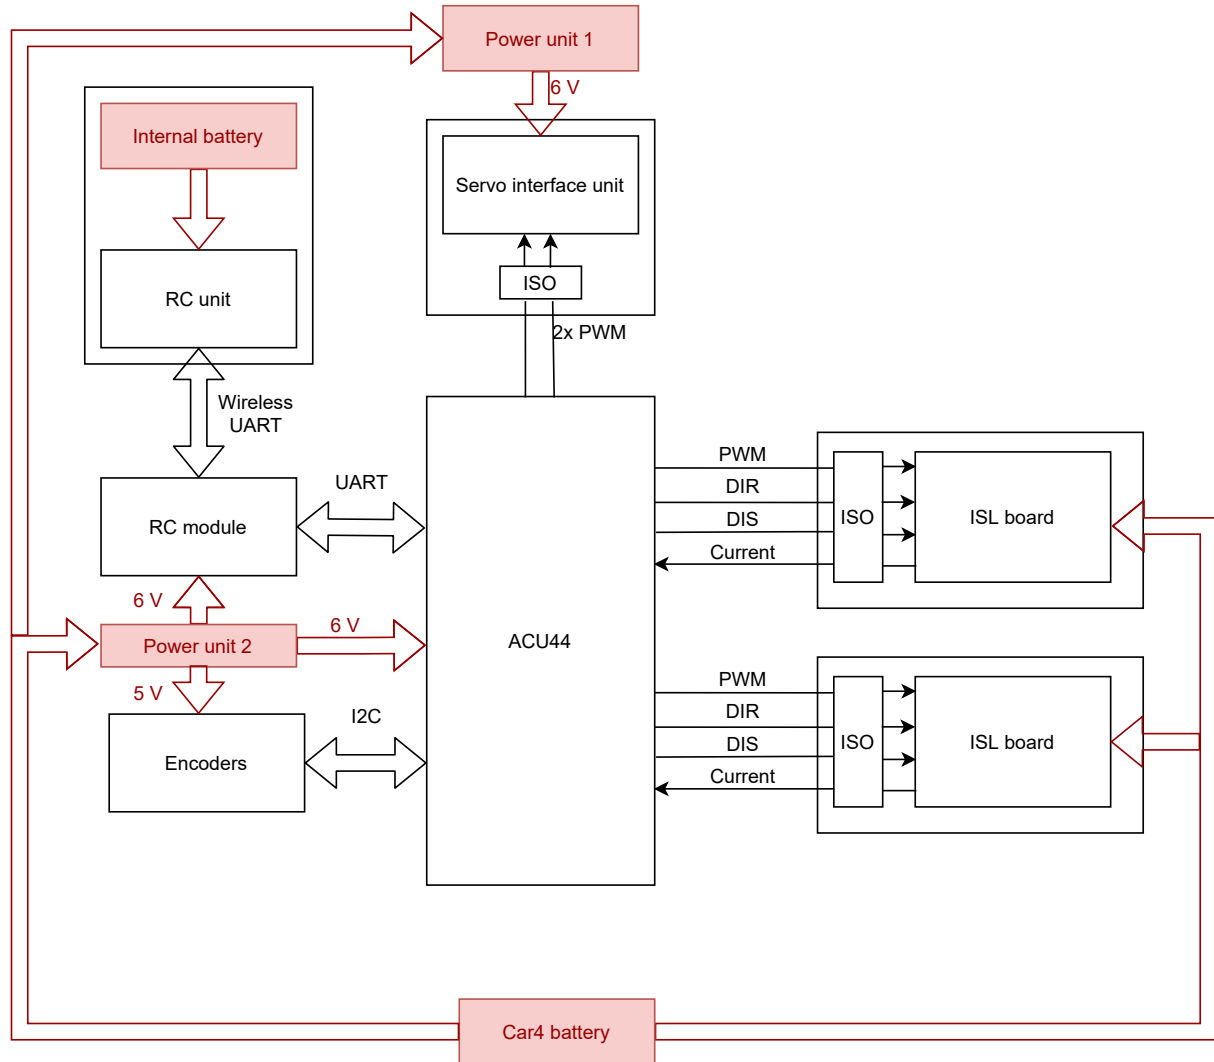 Power unit 1
6 V
Internal battery
Servo interface unit
ISO
RC unit
2x PWM
Wireless
UART
UART
RC module
6 V
Power unit 2
6 V
5 V
I2C
Encoders
ACU44
PWM
DIR
DIS
Current
ISO
ISL board
PWM
DIR
DIS
Current
ISO
ISL board
Car4 battery